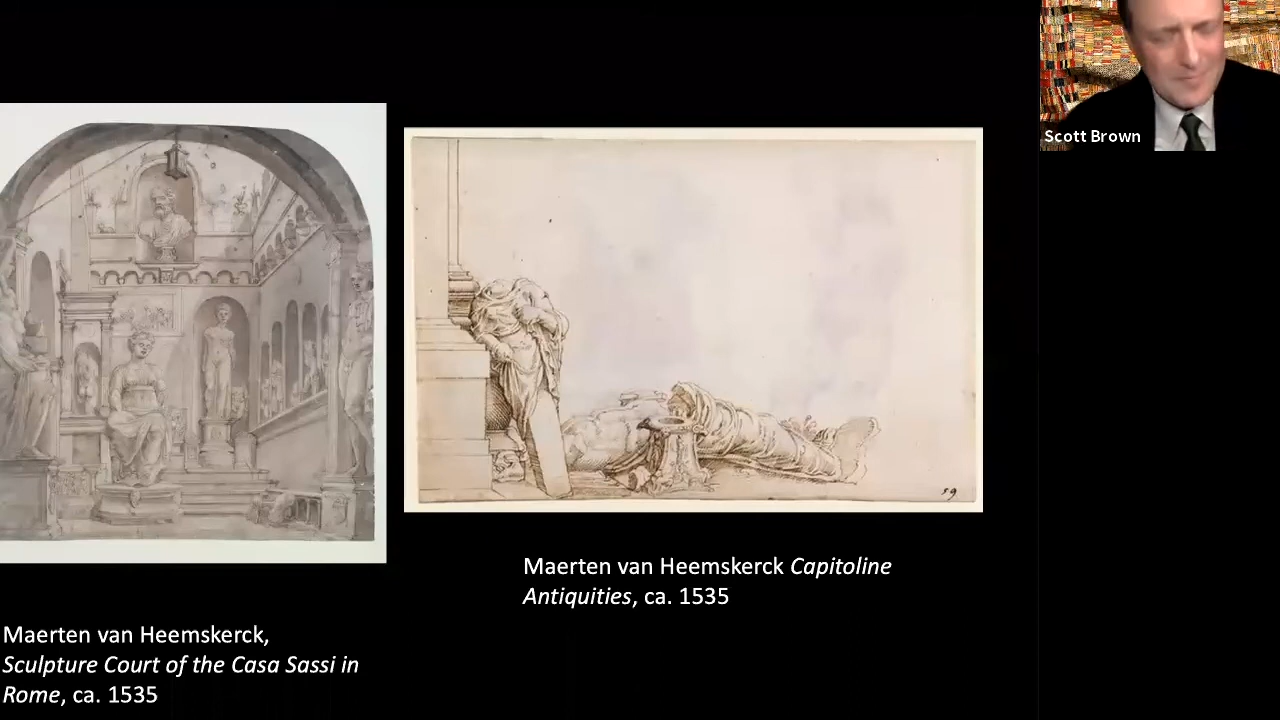 Scott Brown
59
Maerten van Heemskerck Capitoline
Antiquities, ca. 1535
Maerten van Heemskerck,
Sculpture Court of the Casa Sassi in
Rome, ca. 1535